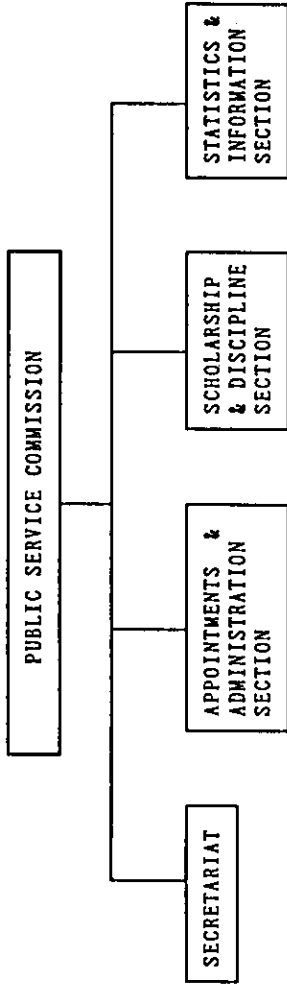 PUBLIC SERVICE COMMISSION
SECRETARIAT
APPOINTMENTS &
ADMINISTRATION
SECTION
SCHOLARSHIP
& DISCIPLINE
SECTION
STATISTICS &
INFORMATION
SECTION